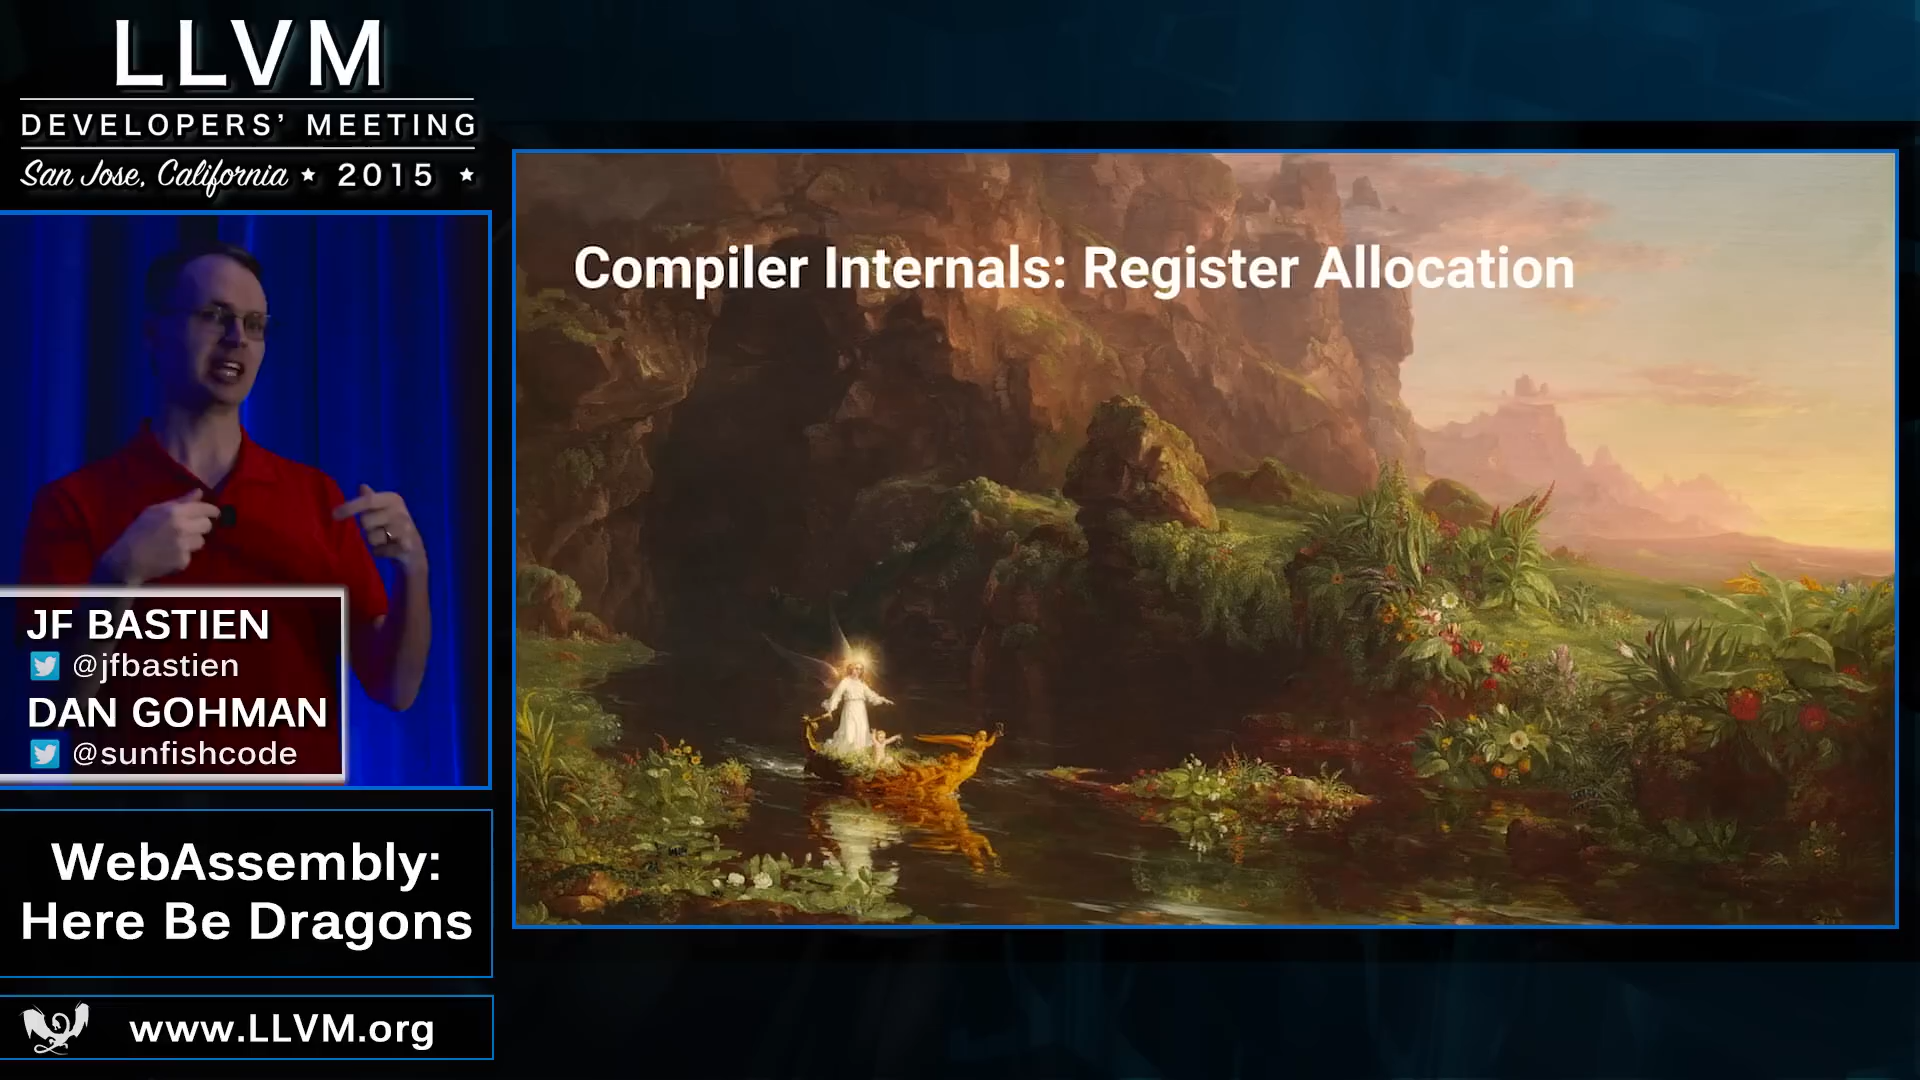 LLVM
DEVELOPERS' MEETING
San Jose, California ★ 2015 ★
Compiler Internals: Register Allocation
JF BASTIEN
@jfbastien
DAN GOHMAN
@sunfishcode
WebAssembly:
Here Be Dragons
www.LLVM.org